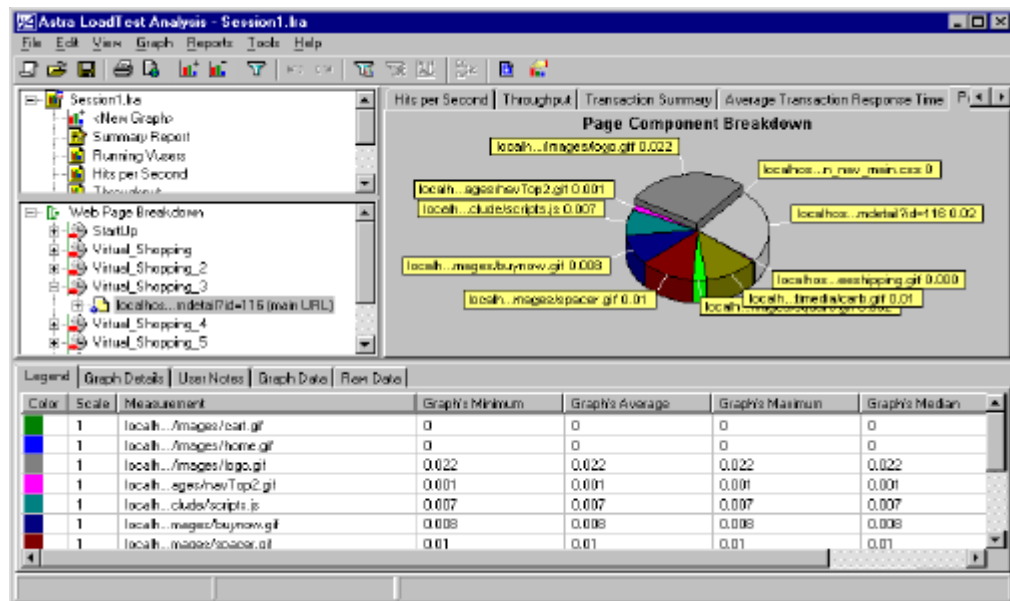 Astra LoadTest Analysis - Session1.lra
File Edit View Graph Reports Tools Help
Session1.lra
<New Graph>
Summary Report
Running Vusers
Hits per Second
Throughput
Web Page Breakdown
StartUp
Virtual_Shopping
Virtual_Shopping_2
Virtual_Shopping_3
localhos...mdetail?id=116 (main URL)
Virtual_Shopping_4
Virtual_Shopping_5
Hits per Second Throughput Transaction Summary Average Transaction Response Time
Page Component Breakdown
localh.../images/logo.gif 0.022
localhos...n_nav_main.css 0
localh...ages/navTop2.gif 0.001
localh...clude/scripts.js 0.007
localhos...mdetail?id=116 0.02
localh...mages/buynow.gif 0.008
localhos...eeshipping.gif 0.000
localh...mages/spacer.gif 0.01
localh...timedia/carb.gif 0.01
Legend Graph Details User Notes Graph Data Raw Data
Color Scale Measurement Graph's Minimum Graph's Average Graph's Maximum Graph's Median
1 localh.../images/cart.gif 0 0 0 0
1 localh.../images/home.gif 0 0 0 0
1 localh.../images/logo.gif 0.022 0.022 0.022 0.022
1 localh...ages/navTop2.gif 0.001 0.001 0.001 0.001
1 localh...clude/scripts.js 0.007 0.007 0.007 0.007
1 localh...mages/buynow.gif 0.008 0.008 0.008 0.008
1 localh...mages/spacer.gif 0.01 0.01 0.01 0.01